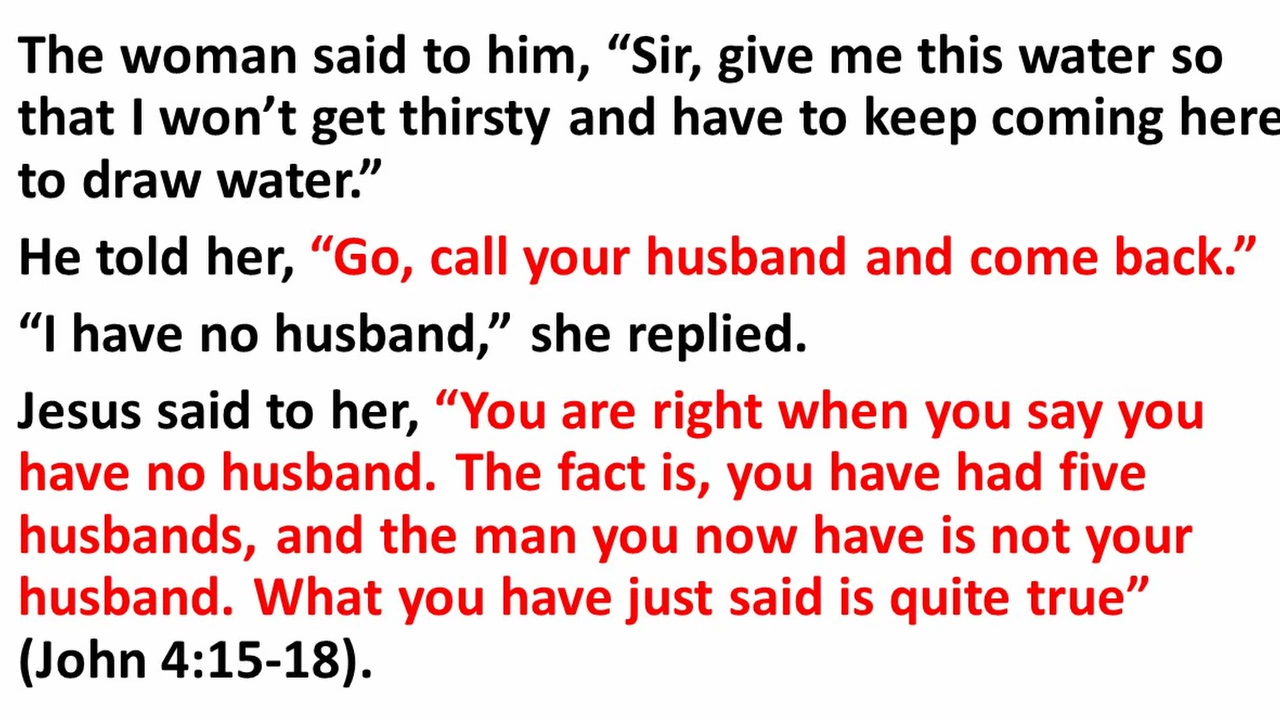 The woman said to him, “Sir, give me this water so
that I won’t get thirsty and have to keep coming here
to draw water.”
He told her, “Go, call your husband and come back.”
“I have no husband,” she replied.
Jesus said to her, “You are right when you say you
have no husband. The fact is, you have had five
husbands, and the man you now have is not your
husband. What you have just said is quite true”
(John 4:15-18).